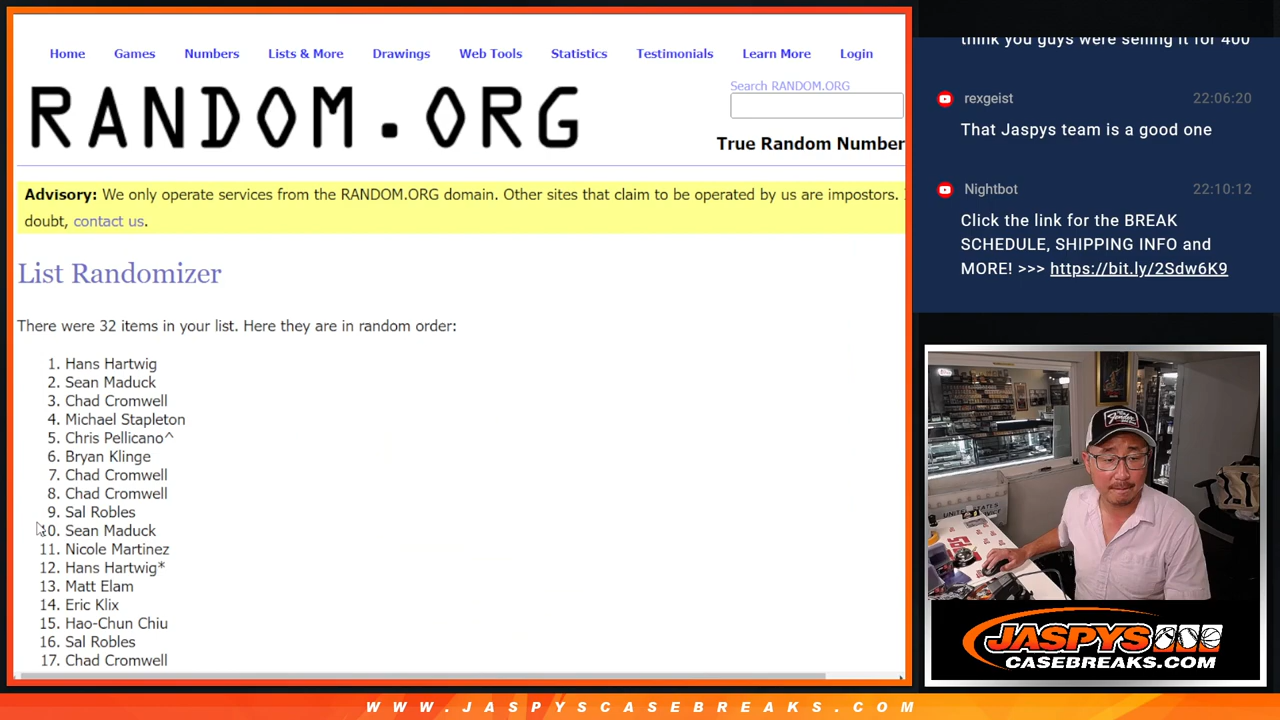 Home Games Numbers Lists & More Drawings Web Tools Statistics Testimonials Learn More Login
RANDOM.ORG
Search RANDOM.ORG
True Random Number
Advisory: We only operate services from the RANDOM.ORG domain. Other sites that claim to be operated by us are impostors.
doubt, contact us.
List Randomizer
There were 32 items in your list. Here they are in random order:
1. Hans Hartwig
2. Sean Maduck
3. Chad Cromwell
4. Michael Stapleton
5. Chris Pellicano^
6. Bryan Klinge
7. Chad Cromwell
8. Chad Cromwell
9. Sal Robles
10. Sean Maduck
11. Nicole Martinez
12. Hans Hartwig*
13. Matt Elam
14. Eric Klix
15. Hao-Chun Chiu
16. Sal Robles
17. Chad Cromwell
think you guys were selling it for 400
rexgeist 22:06:20
That Jaspys team is a good one
Nightbot 22:10:12
Click the link for the BREAK
SCHEDULE, SHIPPING INFO and
MORE! >>> https://bit.ly/2Sdw6K9
JASPYS
CASEBREAKS.COM
WWW.JASPYSCASEBREAKS.COM